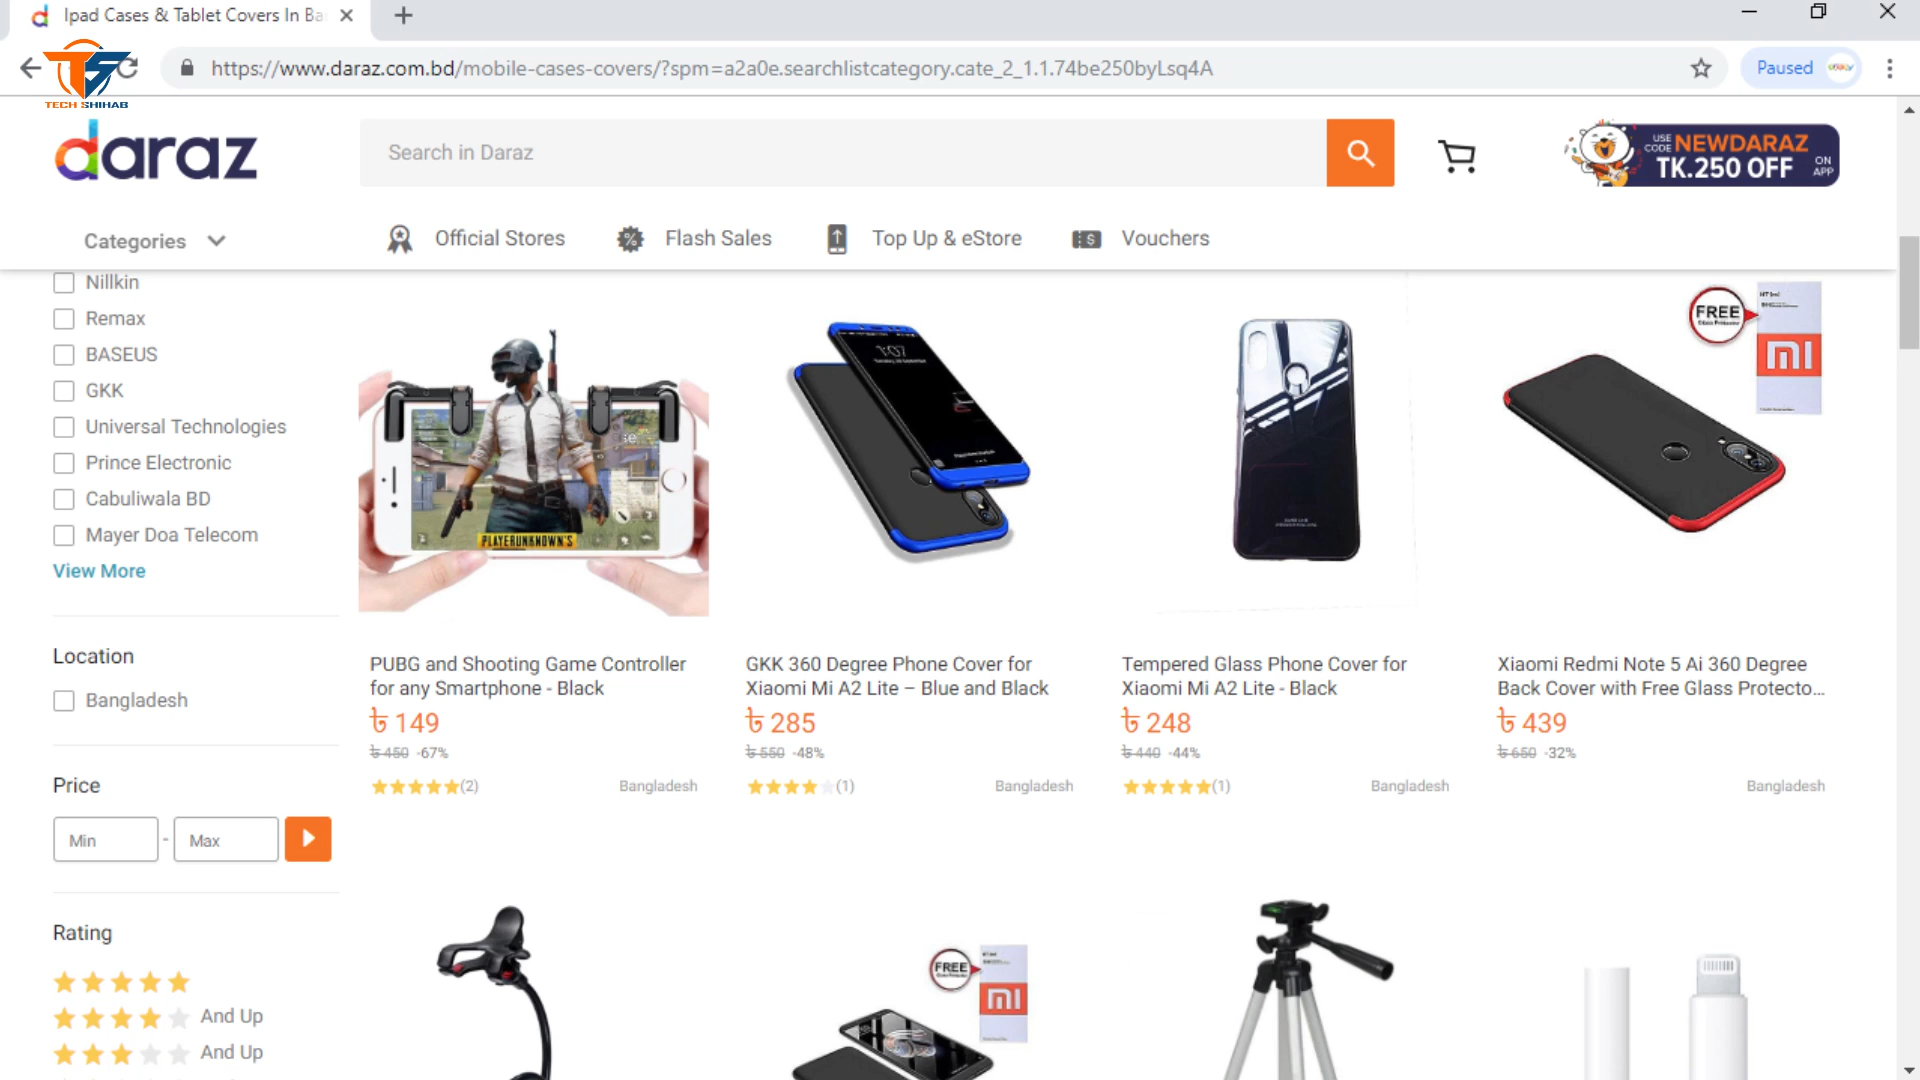 Ipad Cases & Tablet Covers In Ba
https://www.daraz.com.bd/mobile-cases-covers/?spm=a2a0e.searchlistcategory.cate_2_1.1.74be250byLsq4A
Paused
TECH SHIHAB
daraz
Search in Daraz
USE CODE NEWDARAZ
TK.250 OFF ON APP
Categories
Official Stores
Flash Sales
Top Up & eStore
Vouchers
Nillkin
Remax
BASEUS
GKK
Universal Technologies
Prince Electronic
Cabuliwala BD
Mayer Doa Telecom
View More
Location
Bangladesh
Price
Min - Max
Rating
And Up
And Up
PLAYERUNKNOWN'S
1:07
FREE
MI
PUBG and Shooting Game Controller
for any Smartphone - Black
৳ 149
৳ 450 -67%
(2) Bangladesh
GKK 360 Degree Phone Cover for
Xiaomi Mi A2 Lite – Blue and Black
৳ 285
৳ 550 -48%
(1) Bangladesh
Tempered Glass Phone Cover for
Xiaomi Mi A2 Lite - Black
৳ 248
৳ 440 -44%
(1) Bangladesh
Xiaomi Redmi Note 5 Ai 360 Degree
Back Cover with Free Glass Protecto...
৳ 439
৳ 650 -32%
Bangladesh
FREE
MI